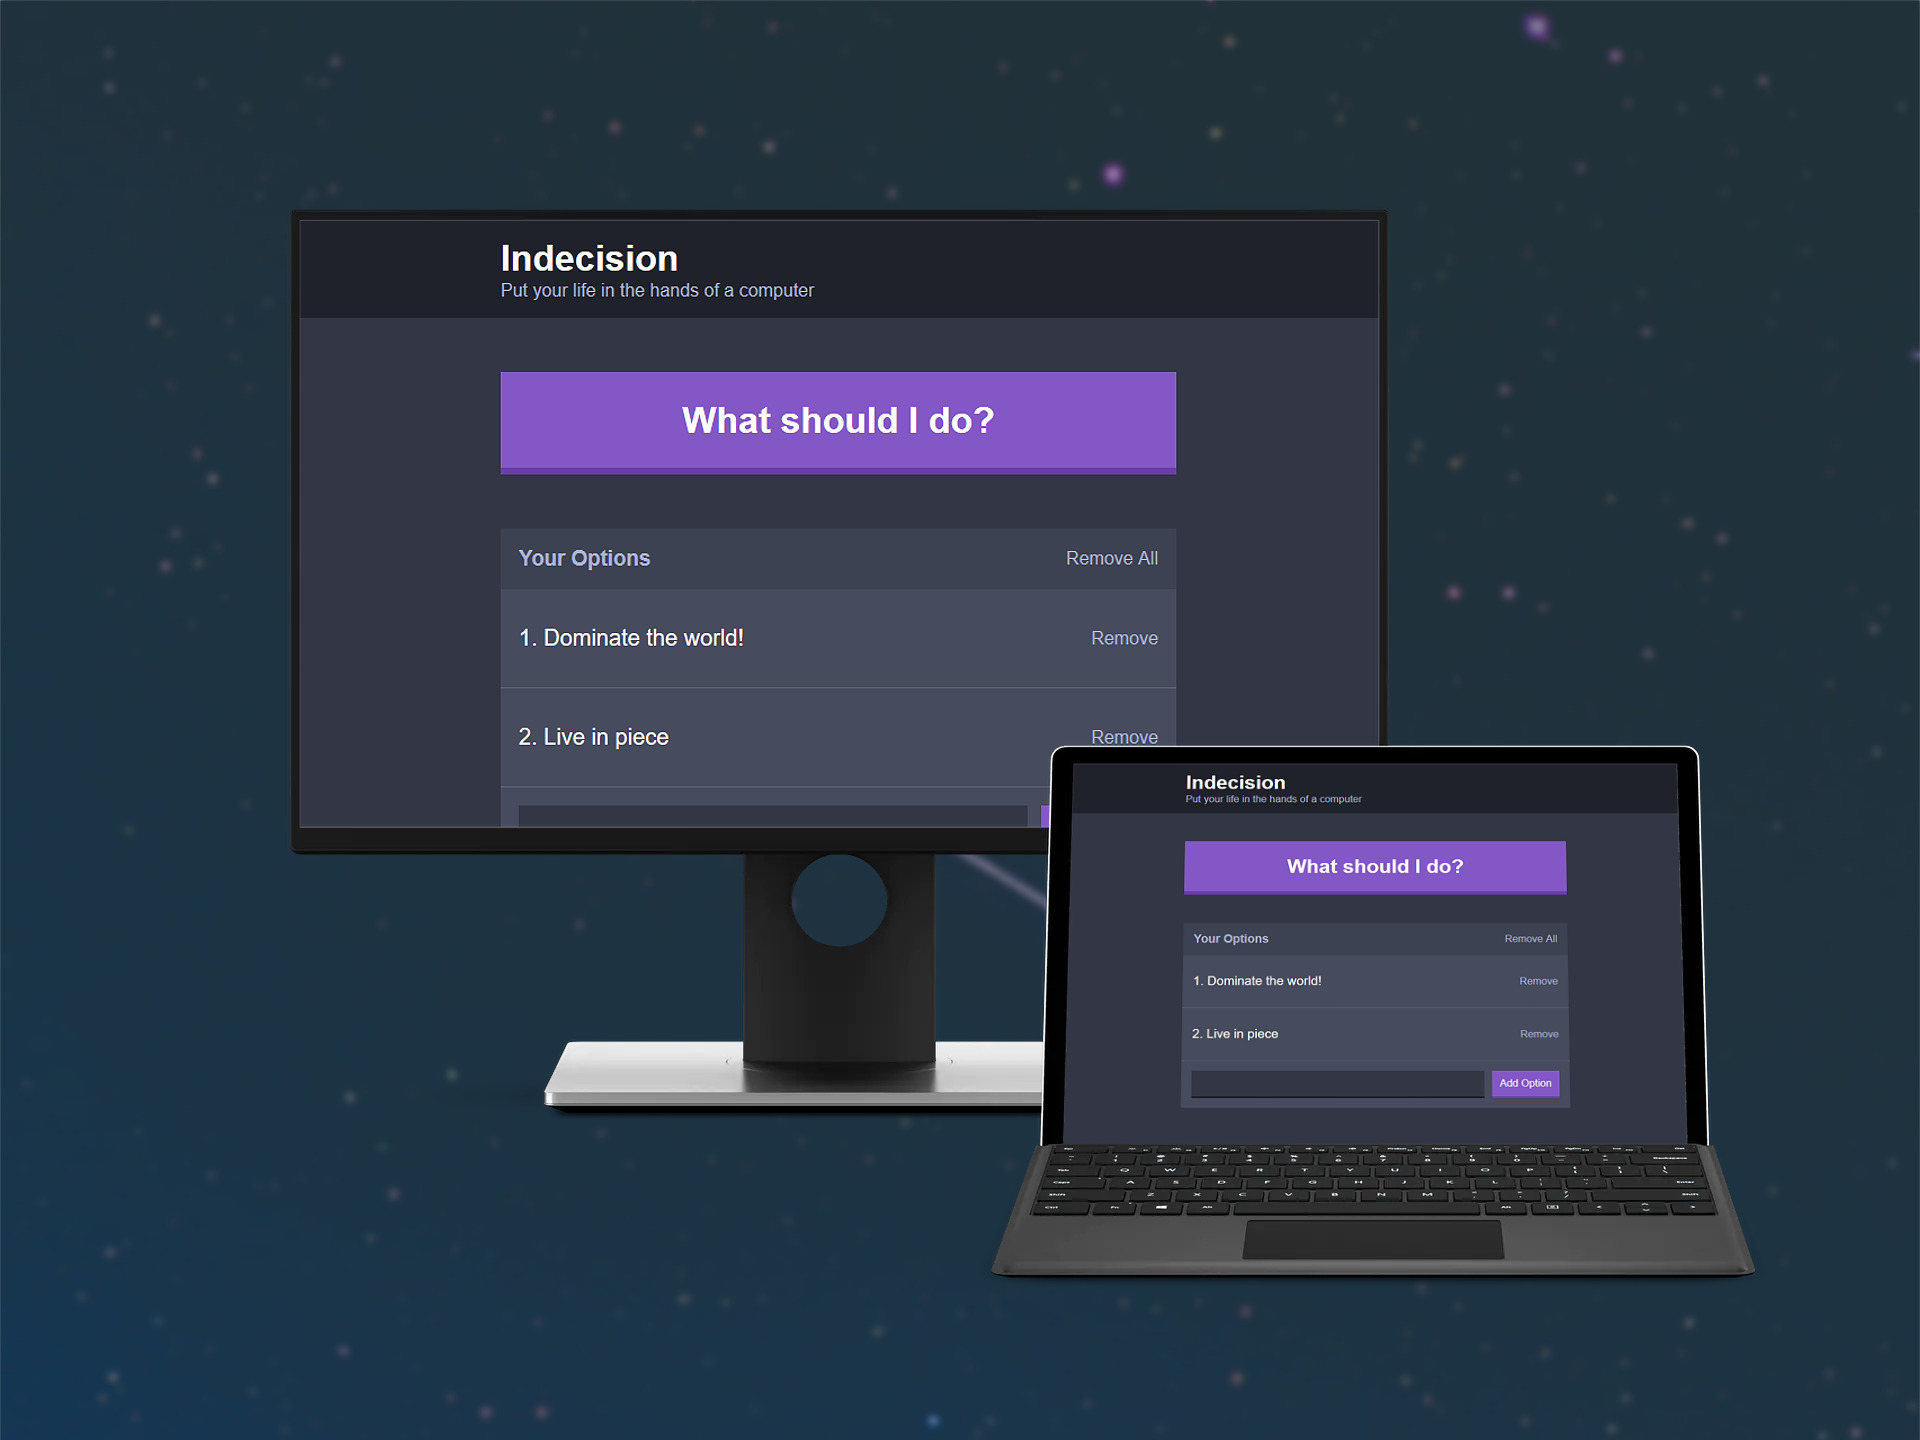 Indecision
Put your life in the hands of a computer
What should I do?
Your Options
Remove All
1. Dominate the world!
Remove
2. Live in piece
Remove
Indecision
Put your life in the hands of a computer
What should I do?
Your Options
Remove All
1. Dominate the world!
Remove
2. Live in piece
Remove
Add Option
Q W E R T Y U I O P
A S D F G H J K L
Z X C V B N M